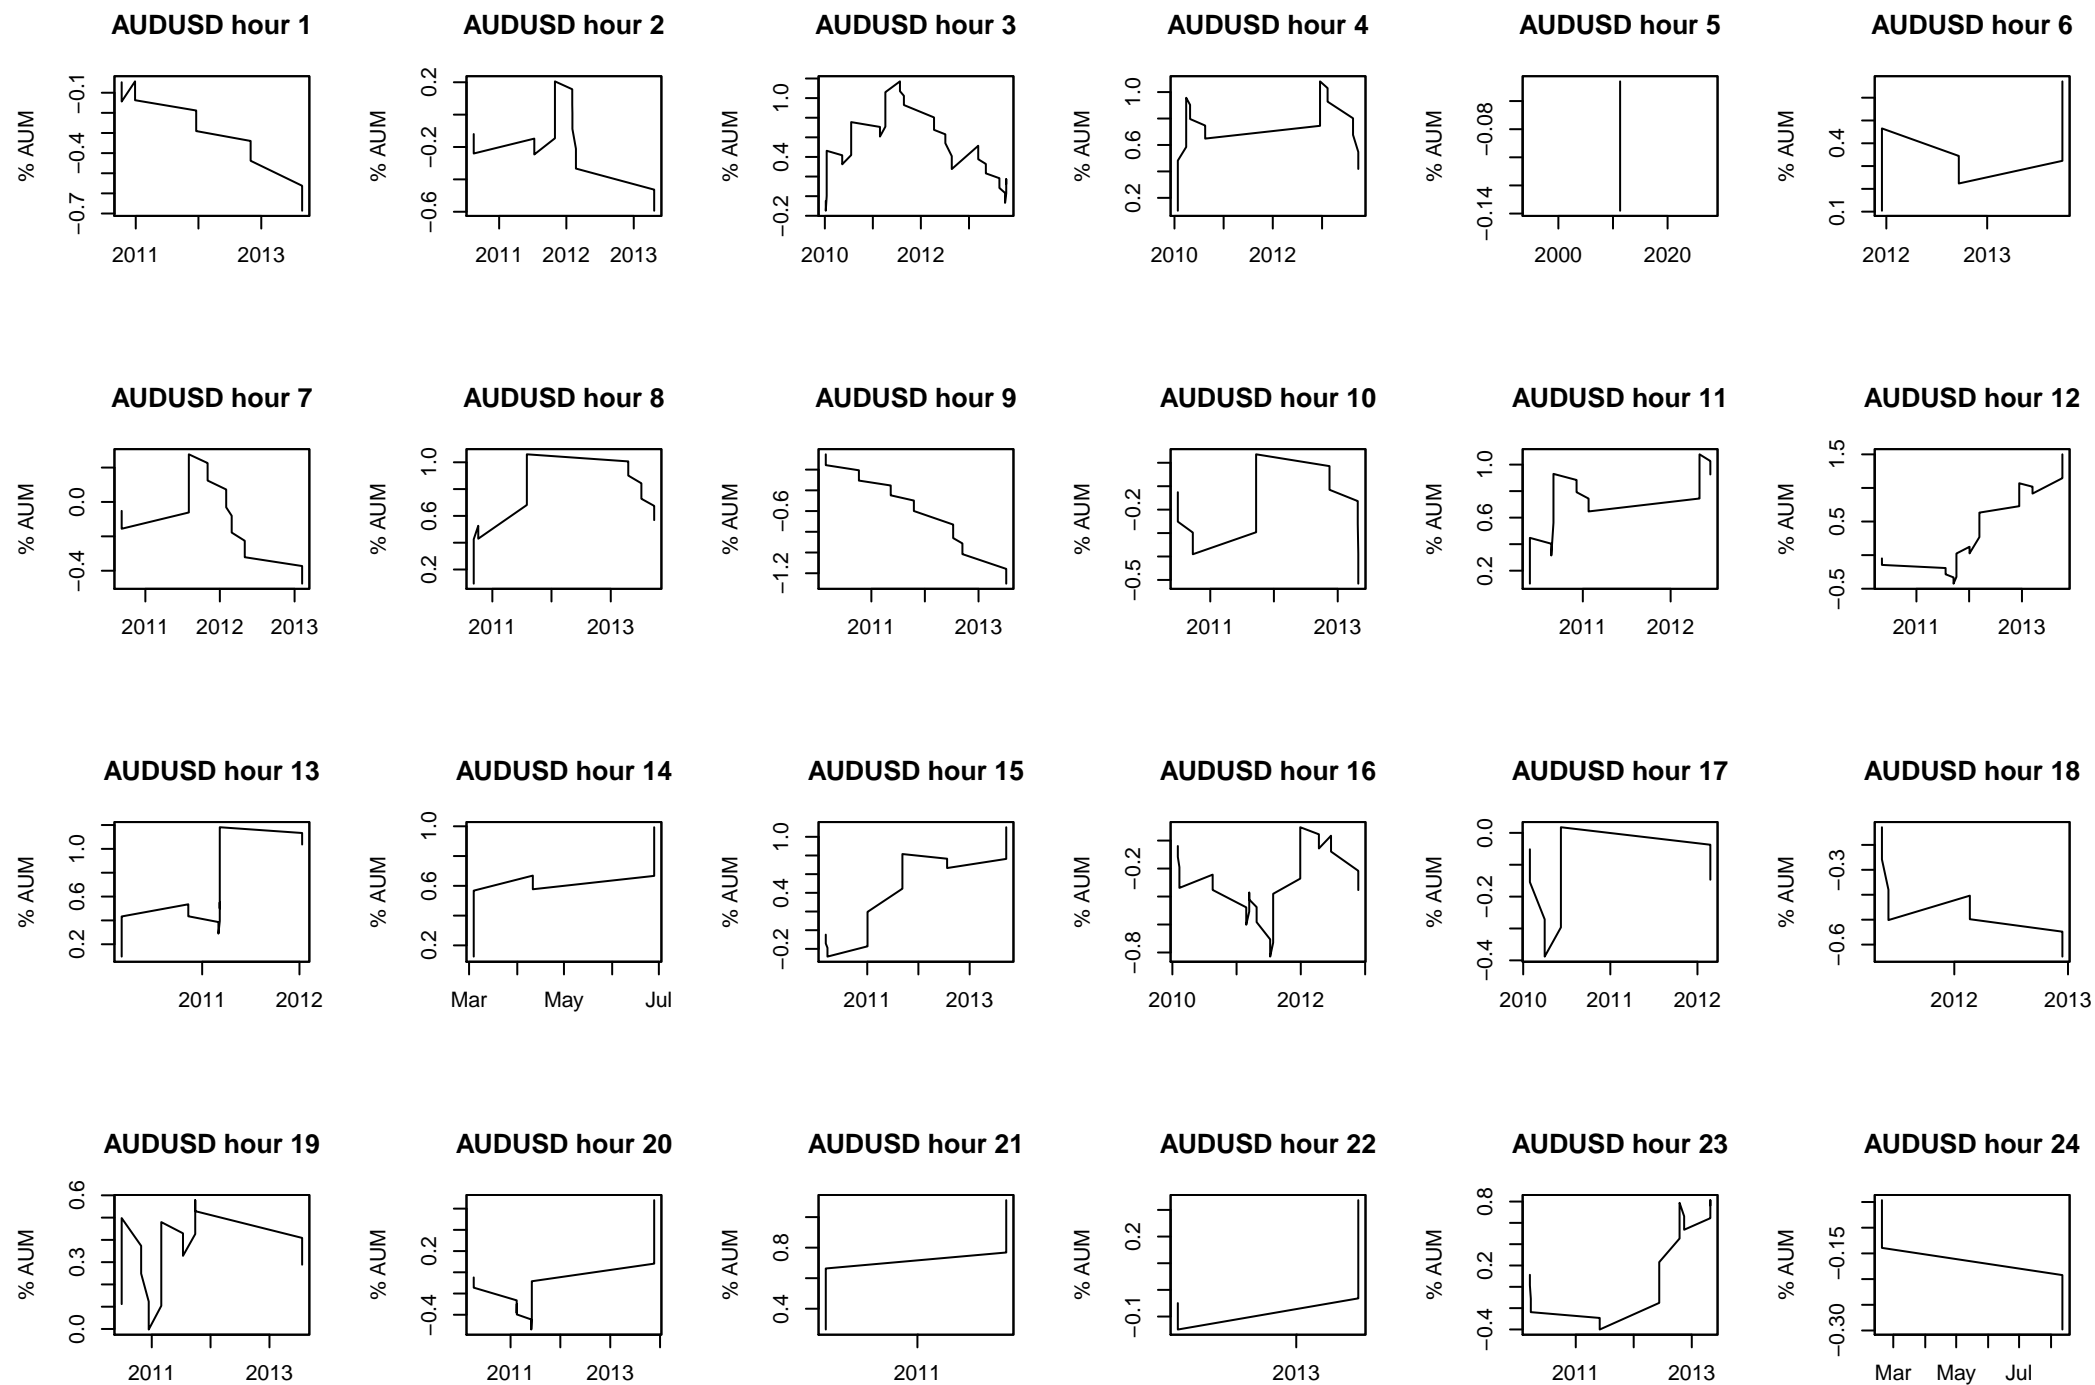 AUDUSD hour 1
% AUM
−0.1
−0.4
−0.7
2011
2013
AUDUSD hour 2
% AUM
0.2
−0.2
−0.6
2011
2012
2013
AUDUSD hour 3
% AUM
1.0
0.4
−0.2
2010
2012
AUDUSD hour 4
% AUM
1.0
0.6
0.2
2010
2012
AUDUSD hour 5
% AUM
−0.08
−0.14
2000
2020
AUDUSD hour 6
% AUM
0.4
0.1
2012
2013
AUDUSD hour 7
% AUM
0.0
−0.4
2011
2012
2013
AUDUSD hour 8
% AUM
1.0
0.6
0.2
2011
2013
AUDUSD hour 9
% AUM
−0.6
−1.2
2011
2013
AUDUSD hour 10
% AUM
−0.2
−0.5
2011
2013
AUDUSD hour 11
% AUM
1.0
0.6
0.2
2011
2012
AUDUSD hour 12
% AUM
1.5
0.5
−0.5
2011
2013
AUDUSD hour 13
% AUM
1.0
0.6
0.2
2011
2012
AUDUSD hour 14
% AUM
1.0
0.6
0.2
Mar
May
Jul
AUDUSD hour 15
% AUM
1.0
0.4
−0.2
2011
2013
AUDUSD hour 16
% AUM
−0.2
−0.8
2010
2012
AUDUSD hour 17
% AUM
0.0
−0.2
−0.4
2010
2011
2012
AUDUSD hour 18
% AUM
−0.3
−0.6
2012
2013
AUDUSD hour 19
% AUM
0.6
0.3
0.0
2011
2013
AUDUSD hour 20
% AUM
0.2
−0.4
2011
2013
AUDUSD hour 21
% AUM
0.8
0.4
2011
AUDUSD hour 22
% AUM
0.2
−0.1
2013
AUDUSD hour 23
% AUM
0.8
0.2
−0.4
2011
2013
AUDUSD hour 24
% AUM
−0.15
−0.30
Mar
May
Jul